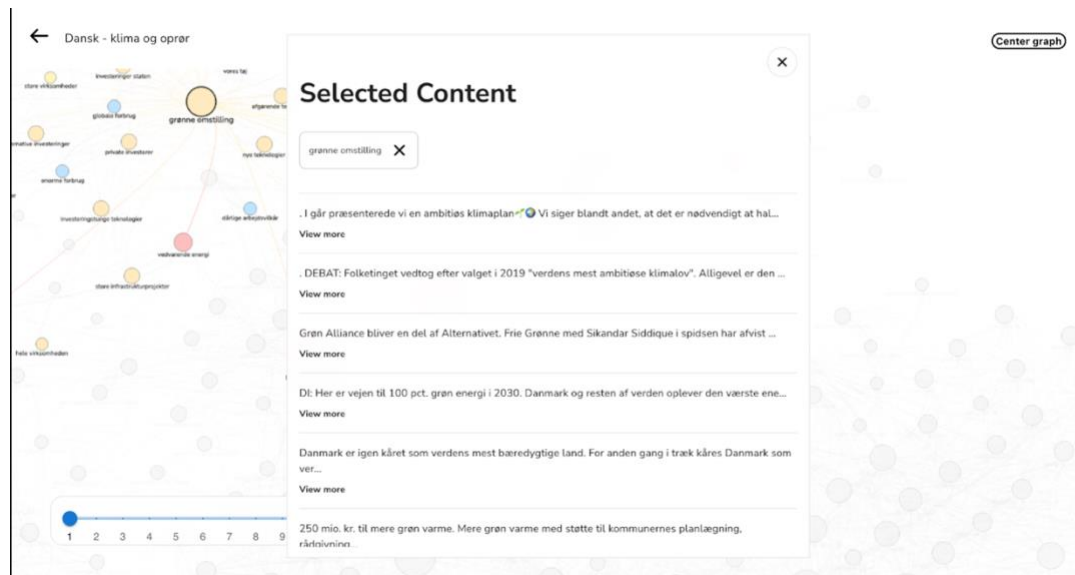 Dansk - klima og oprør
Center graph
store virksomheder
investeringer staten
vores tøj
globale forbrug
grønne omstilling
private investorer
nye teknologier
enorme forbrug
investeringstunge teknologier
dårlige arbejdsvilkår
vedvarende energi
store infrastrukturprojekter
hele virksomheden
1 2 3 4 5 6 7 8 9
Selected Content
grønne omstilling
. I går præsenterede vi en ambitiøs klimaplan🌱🌍 Vi siger blandt andet, at det er nødvendigt at hal...
View more
. DEBAT: Folketinget vedtog efter valget i 2019 "verdens mest ambitiøse klimalov". Alligevel er den ...
View more
Grøn Alliance bliver en del af Alternativet. Frie Grønne med Sikandar Siddique i spidsen har afvist ...
View more
DI: Her er vejen til 100 pct. grøn energi i 2030. Danmark og resten af verden oplever den værste ene...
View more
Danmark er igen kåret som verdens mest bæredygtige land. For anden gang i træk kåres Danmark som
ver...
View more
250 mio. kr. til mere grøn varme. Mere grøn varme med støtte til kommunernes planlægning,
rådgivning...